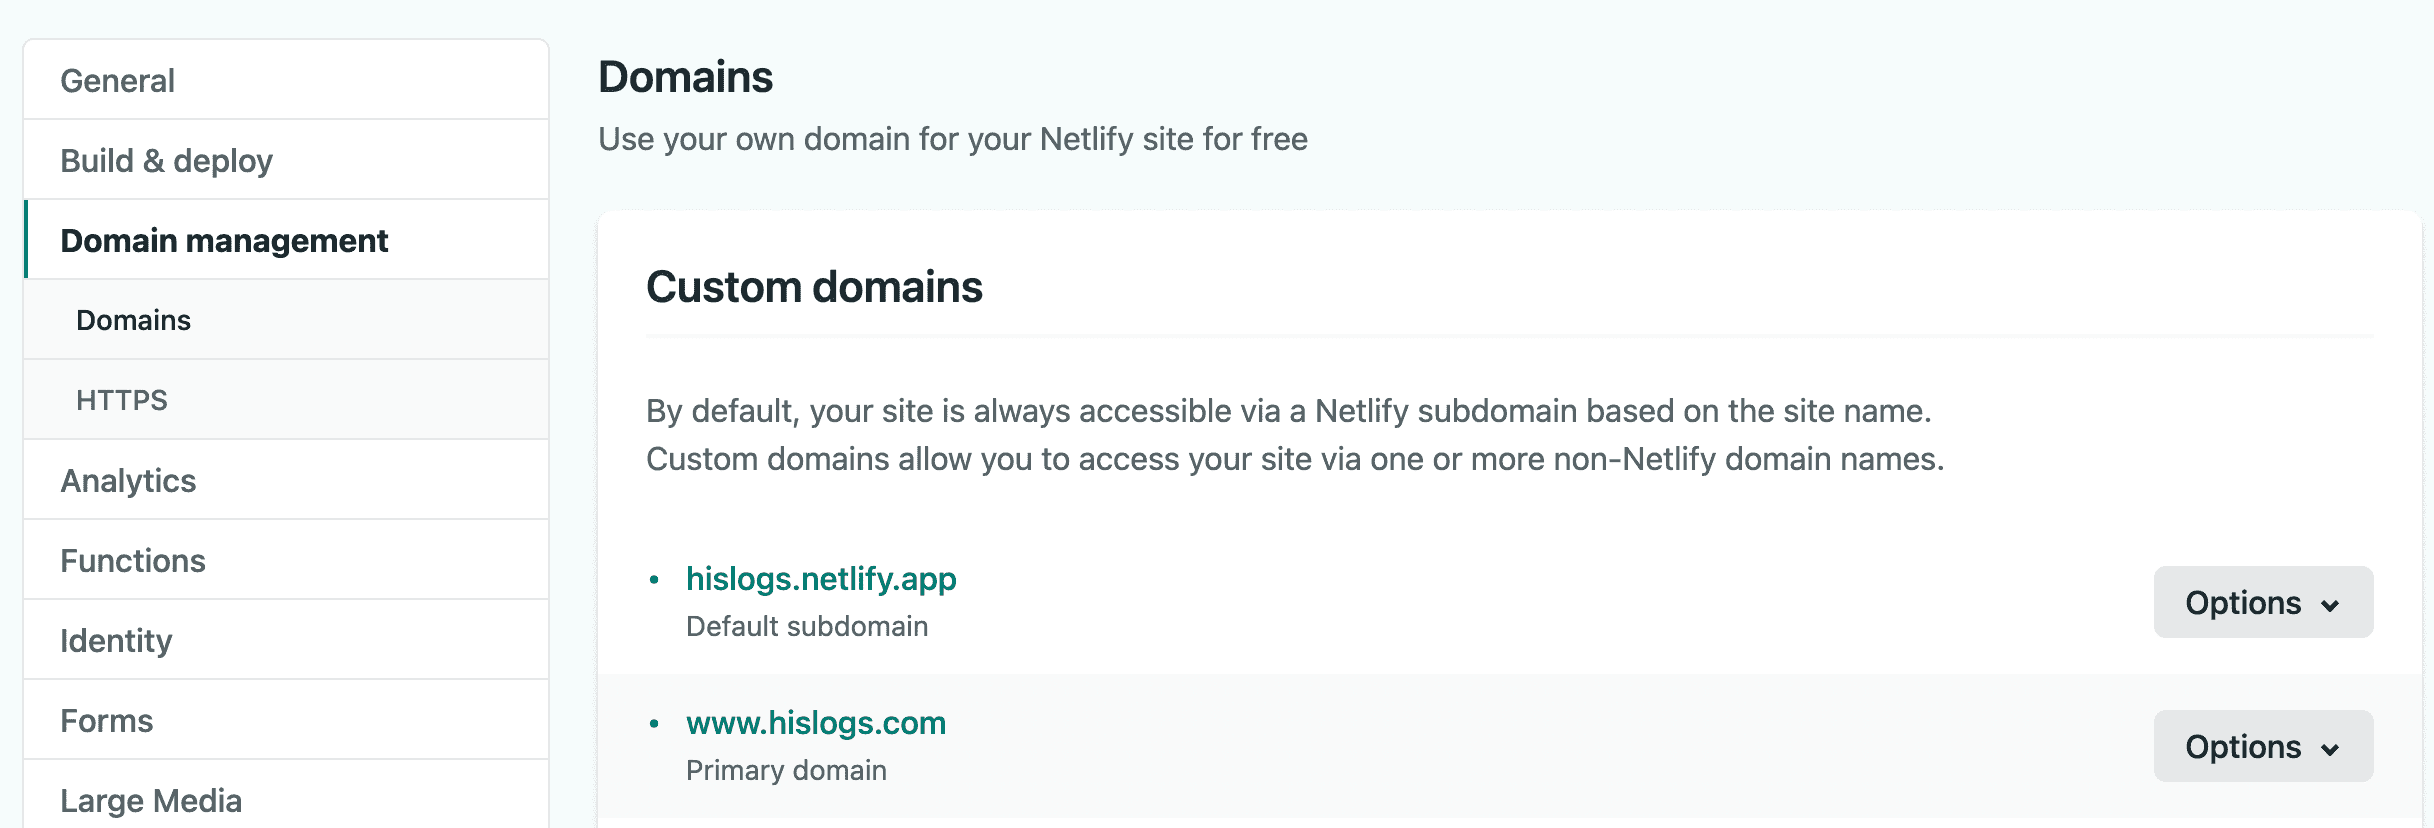 General
Build & deploy
Domain management
Domains
HTTPS
Analytics
Functions
Identity
Forms
Large Media
Domains
Use your own domain for your Netlify site for free
Custom domains
By default, your site is always accessible via a Netlify subdomain based on the site name.
Custom domains allow you to access your site via one or more non-Netlify domain names.
• hislogs.netlify.app
Default subdomain
Options
• www.hislogs.com
Primary domain
Options